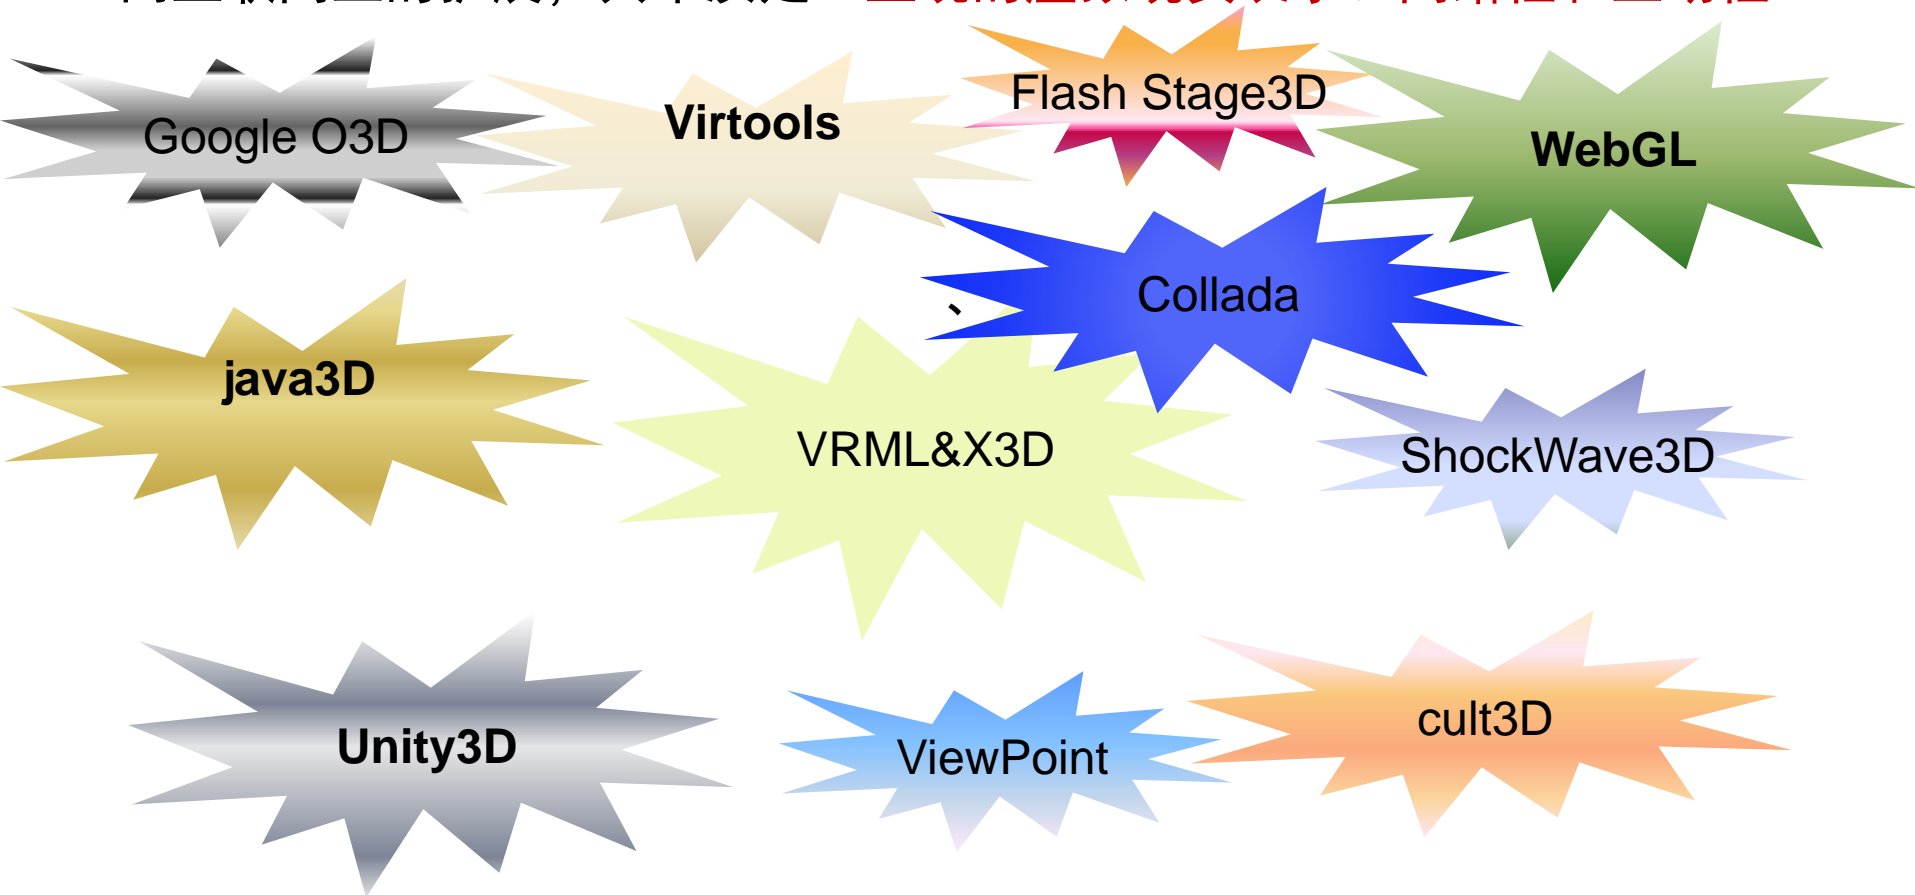 Google O3D
Virtools
Flash Stage3D
WebGL
Collada
、
java3D
VRML&X3D
ShockWave3D
Unity3D
ViewPoint
cult3D